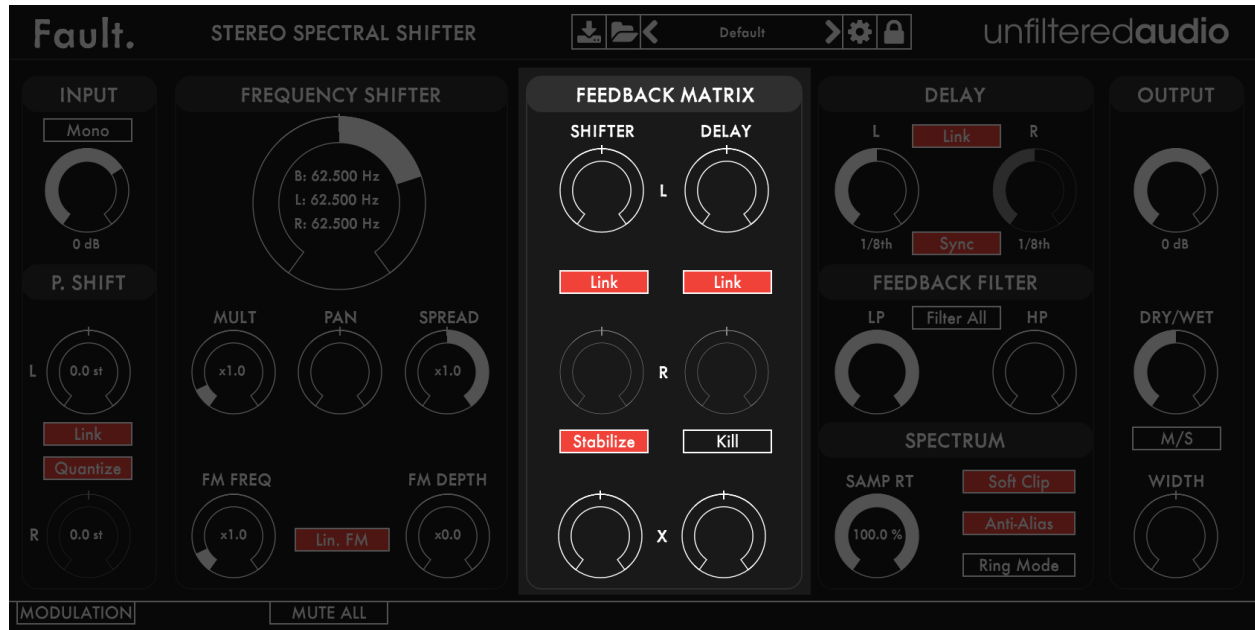 Fault.
STEREO SPECTRAL SHIFTER
Default
unfilteredaudio
INPUT
Mono
0 dB
P. SHIFT
L
0.0 st
Link
Quantize
R
0.0 st
FREQUENCY SHIFTER
B: 62.500 Hz
L: 62.500 Hz
R: 62.500 Hz
MULT PAN SPREAD
x1.0 x1.0
FM FREQ FM DEPTH
x1.0 Lin. FM x0.0
FEEDBACK MATRIX
SHIFTER DELAY
L
Link Link
R
Stabilize Kill
X
DELAY
L Link R
1/8th Sync 1/8th
FEEDBACK FILTER
LP Filter All HP
SPECTRUM
SAMP RT Soft Clip
100.0 % Anti-Alias
Ring Mode
OUTPUT
0 dB
DRY/WET
M/S
WIDTH
MODULATION MUTE ALL